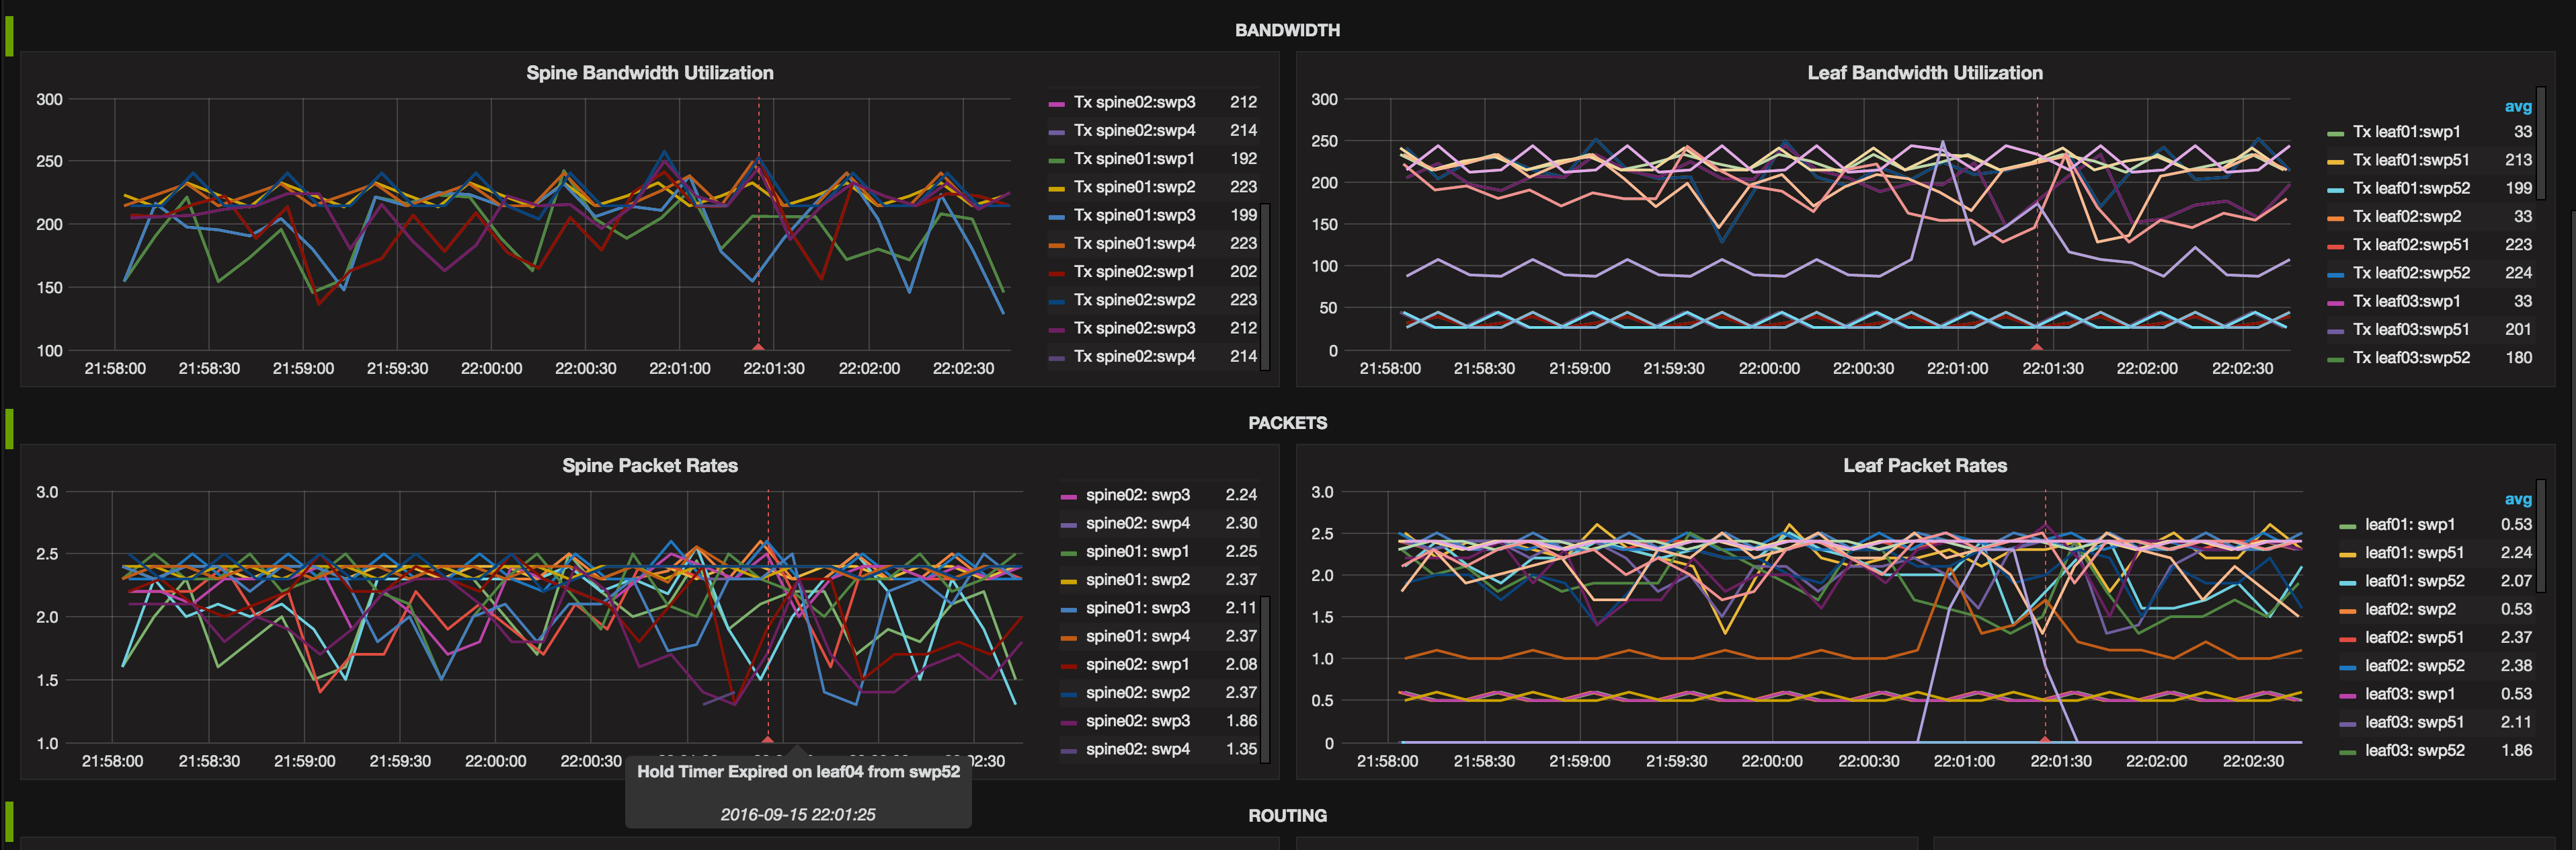 BANDWIDTH
Spine Bandwidth Utilization
300
250
200
150
100
21:58:00 21:58:30 21:59:00 21:59:30 22:00:00 22:00:30 22:01:00 22:01:30 22:02:00 22:02:30
Tx spine02:swp3 212
Tx spine02:swp4 214
Tx spine01:swp1 192
Tx spine01:swp2 223
Tx spine01:swp3 199
Tx spine01:swp4 223
Tx spine02:swp1 202
Tx spine02:swp2 223
Tx spine02:swp3 212
Tx spine02:swp4 214
Leaf Bandwidth Utilization
300
250
200
150
100
50
0
21:58:00 21:58:30 21:59:00 21:59:30 22:00:00 22:00:30 22:01:00 22:01:30 22:02:00 22:02:30
avg
Tx leaf01:swp1 33
Tx leaf01:swp51 213
Tx leaf01:swp52 199
Tx leaf02:swp2 33
Tx leaf02:swp51 223
Tx leaf02:swp52 224
Tx leaf03:swp1 33
Tx leaf03:swp51 201
Tx leaf03:swp52 180
PACKETS
Spine Packet Rates
3.0
2.5
2.0
1.5
1.0
21:58:00 21:58:30 21:59:00 21:59:30 22:00:00 22:00:30 2:30
spine02: swp3 2.24
spine02: swp4 2.30
spine01: swp1 2.25
spine01: swp2 2.37
spine01: swp3 2.11
spine01: swp4 2.37
spine02: swp1 2.08
spine02: swp2 2.37
spine02: swp3 1.86
spine02: swp4 1.35
Hold Timer Expired on leaf04 from swp52
2016-09-15 22:01:25
Leaf Packet Rates
3.0
2.5
2.0
1.5
1.0
0.5
0
21:58:00 21:58:30 21:59:00 21:59:30 22:00:00 22:00:30 22:01:00 22:01:30 22:02:00 22:02:30
avg
leaf01: swp1 0.53
leaf01: swp51 2.24
leaf01: swp52 2.07
leaf02: swp2 0.53
leaf02: swp51 2.37
leaf02: swp52 2.38
leaf03: swp1 0.53
leaf03: swp51 2.11
leaf03: swp52 1.86
ROUTING